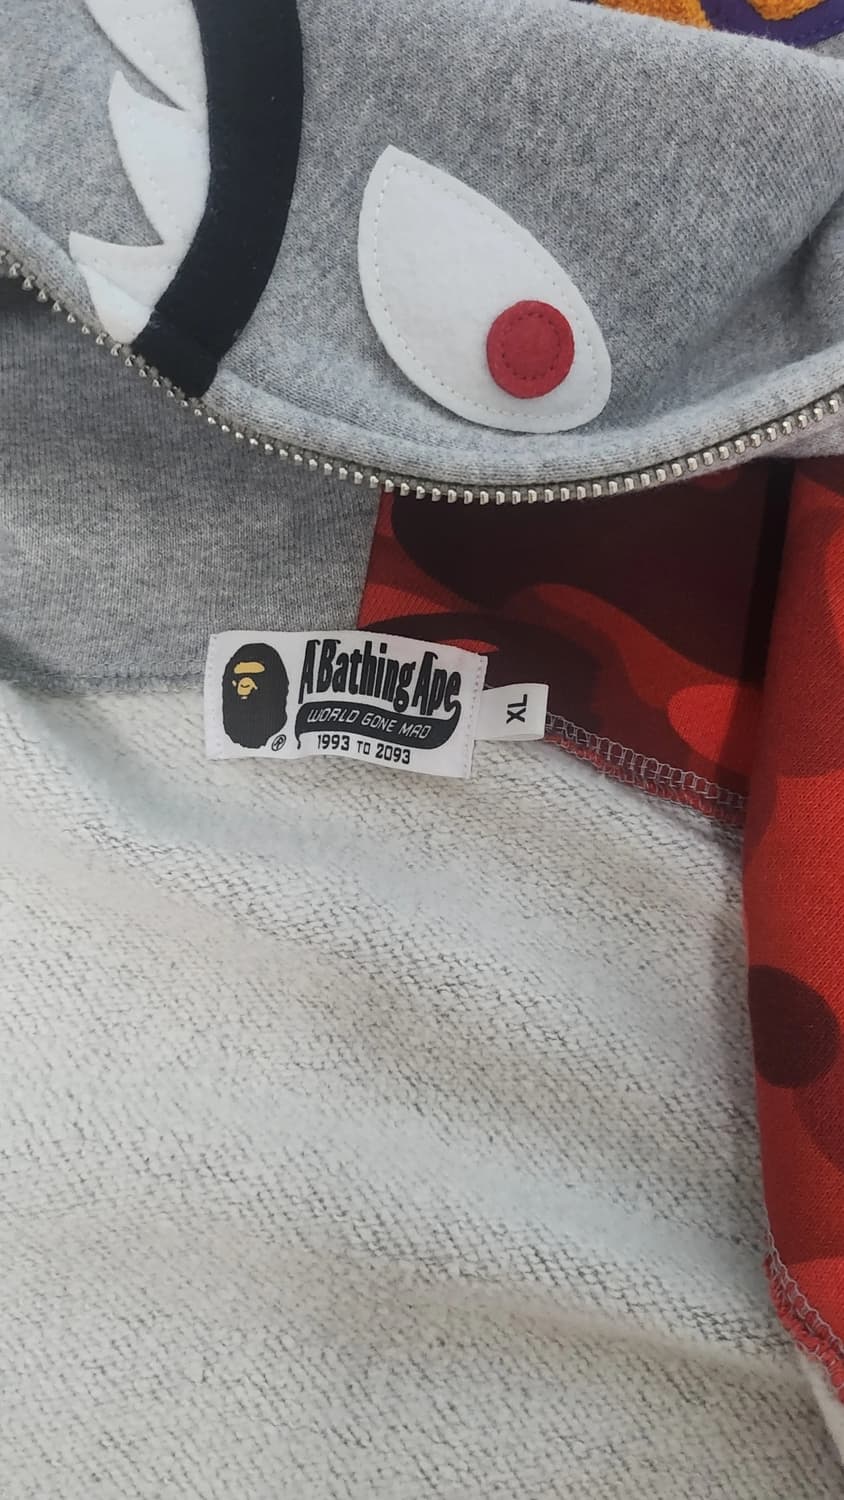 A Bathing Ape
WORLD GONE MAD
®
1993 TO 2093
XL